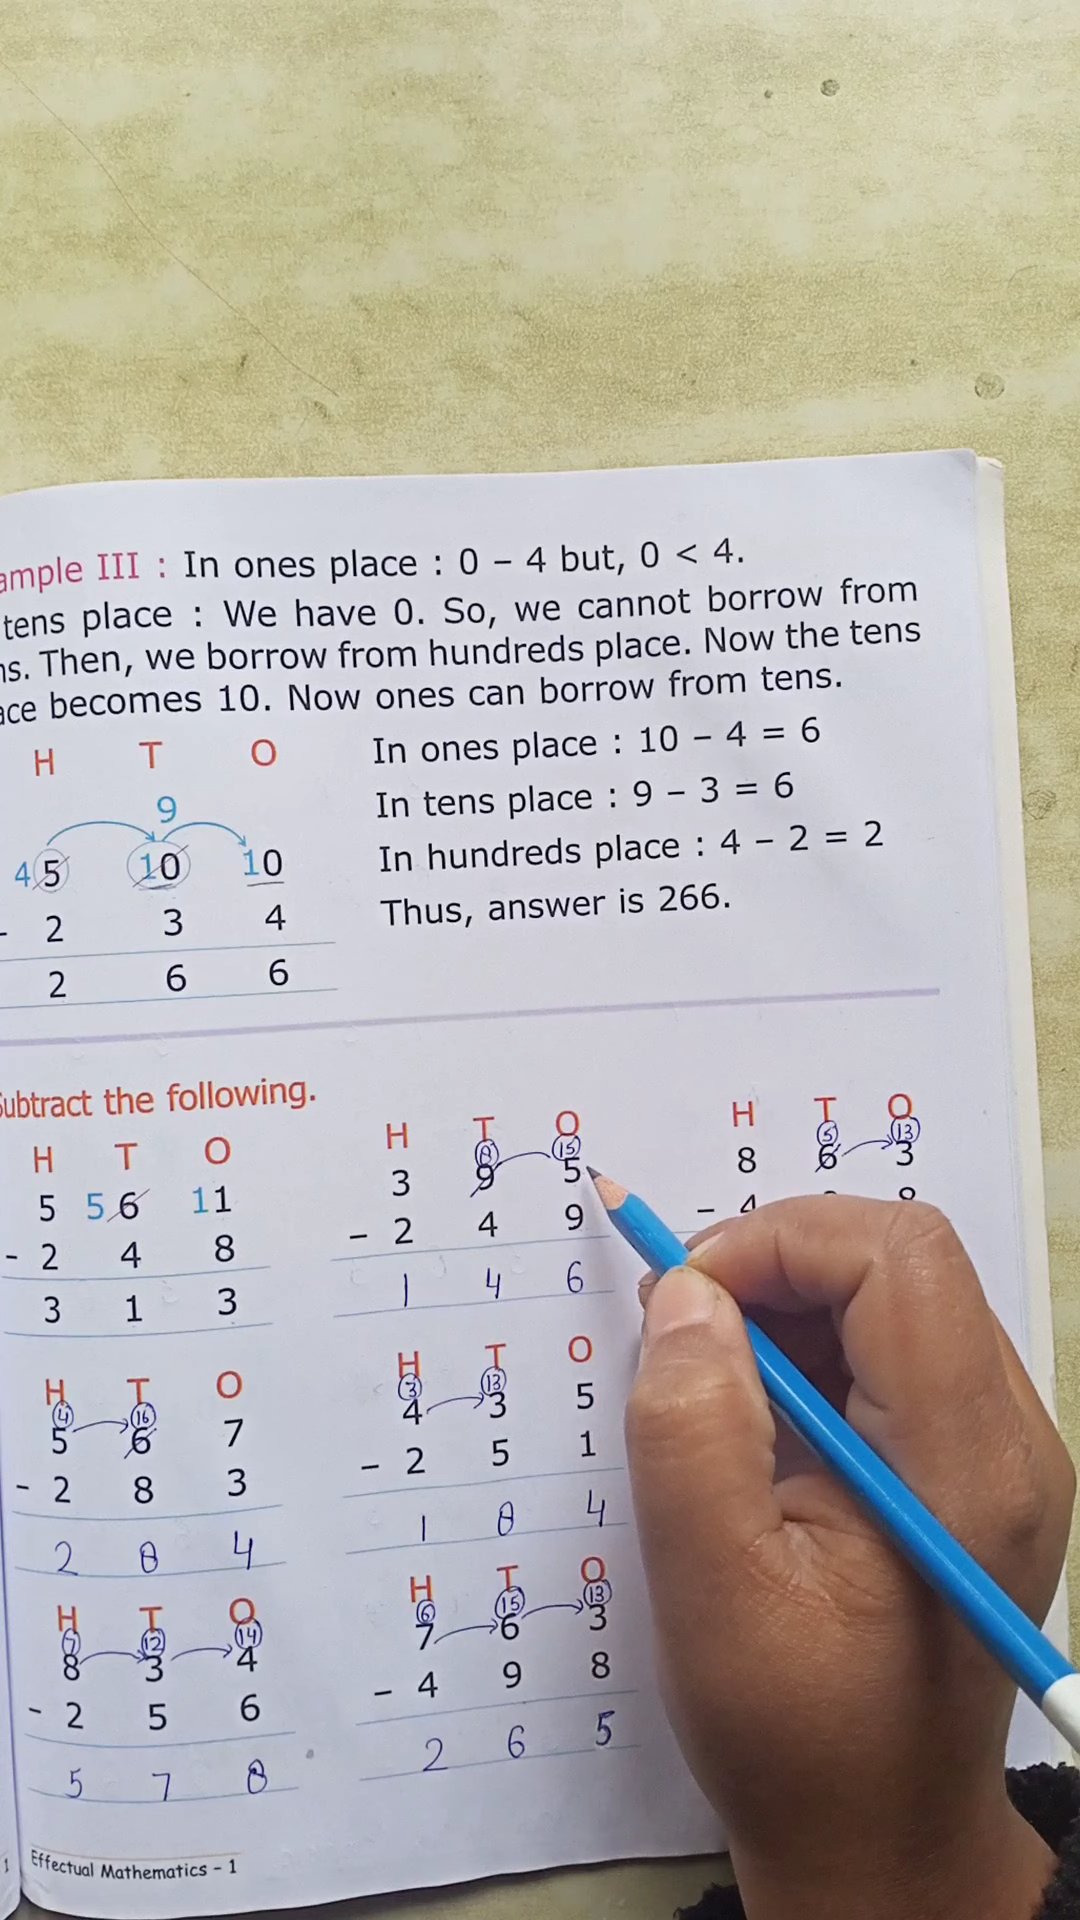 ample III : In ones place : 0 – 4 but, 0 < 4.
tens place : We have 0. So, we cannot borrow from
ns. Then, we borrow from hundreds place. Now the tens
ace becomes 10. Now ones can borrow from tens.
H T O
9
4 5 10 10
- 2 3 4
2 6 6
In ones place : 10 – 4 = 6
In tens place : 9 – 3 = 6
In hundreds place : 4 – 2 = 2
Thus, answer is 266.
Subtract the following.
H T O
5 5 6 11
- 2 4 8
3 1 3
H T O
8 15
3 9 5
- 2 4 9
1 4 6
H T O
5 13
8 6 3
- 4
H T O
4 16
5 6 7
- 2 8 3
2 8 4
H T O
3 13
4 3 5
- 2 5 1
1 8 4
H T O
7 12 14
8 3 4
- 2 5 6
5 7 8
H T O
6 15 13
7 6 3
- 4 9 8
2 6 5
1 Effectual Mathematics - 1